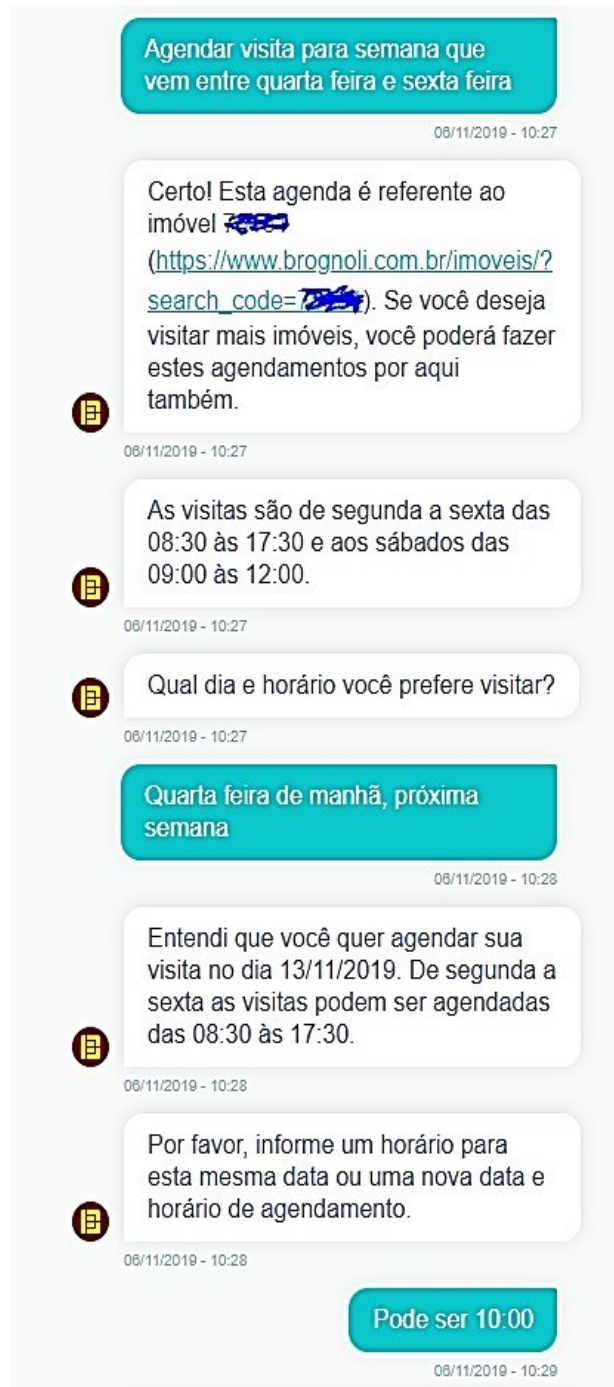 Agendar visita para semana que
vem entre quarta feira e sexta feira
06/11/2019 - 10:27
Certo! Esta agenda é referente ao
imóvel
(https://www.brognoli.com.br/imoveis/?
search_code=). Se você deseja
visitar mais imóveis, você poderá fazer
estes agendamentos por aqui
também.
06/11/2019 - 10:27
As visitas são de segunda a sexta das
08:30 às 17:30 e aos sábados das
09:00 às 12:00.
06/11/2019 - 10:27
Qual dia e horário você prefere visitar?
06/11/2019 - 10:27
Quarta feira de manhã, próxima
semana
06/11/2019 - 10:28
Entendi que você quer agendar sua
visita no dia 13/11/2019. De segunda a
sexta as visitas podem ser agendadas
das 08:30 às 17:30.
06/11/2019 - 10:28
Por favor, informe um horário para
esta mesma data ou uma nova data e
horário de agendamento.
06/11/2019 - 10:28
Pode ser 10:00
06/11/2019 - 10:29